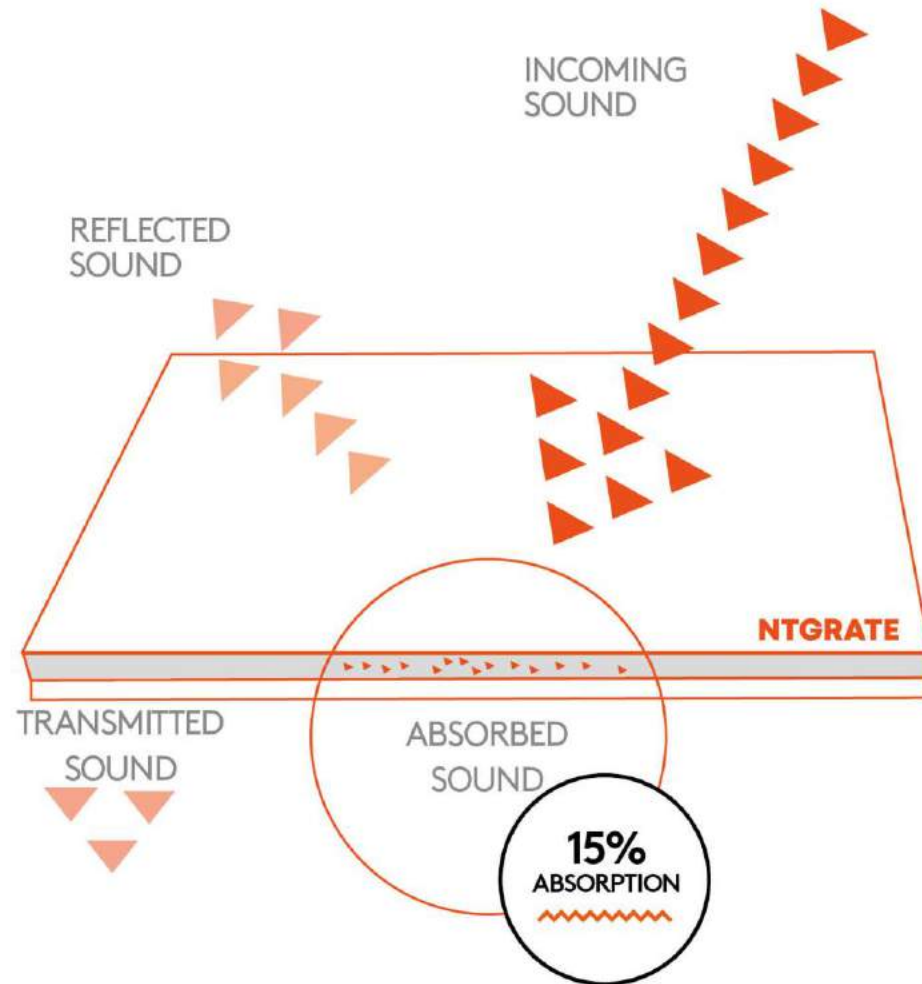 INCOMING
SOUND
REFLECTED
SOUND
NTGRATE
TRANSMITTED
SOUND
ABSORBED
SOUND
15%
ABSORPTION